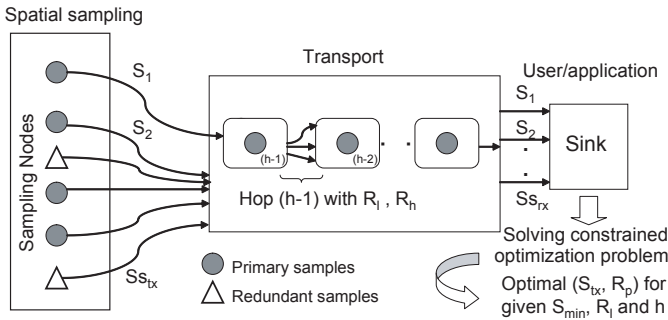 Spatial sampling
Transport
User/application
Sampling Nodes
S1
S2
Sstx
(h-1)
(h-2)
Hop (h-1) with Rl , Rh
S1
S2
Ssrx
Sink
Primary samples
Redundant samples
Solving constrained
optimization problem
Optimal (Stx, Rp) for
given Smin, Rl and h